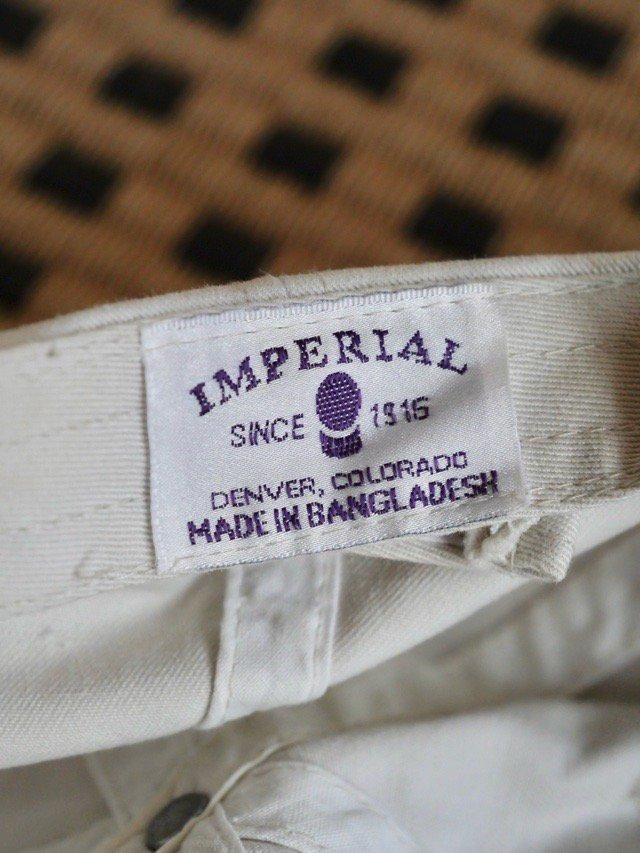 IMPERIAL
SINCE 1916
DENVER, COLORADO
MADE IN BANGLADESH